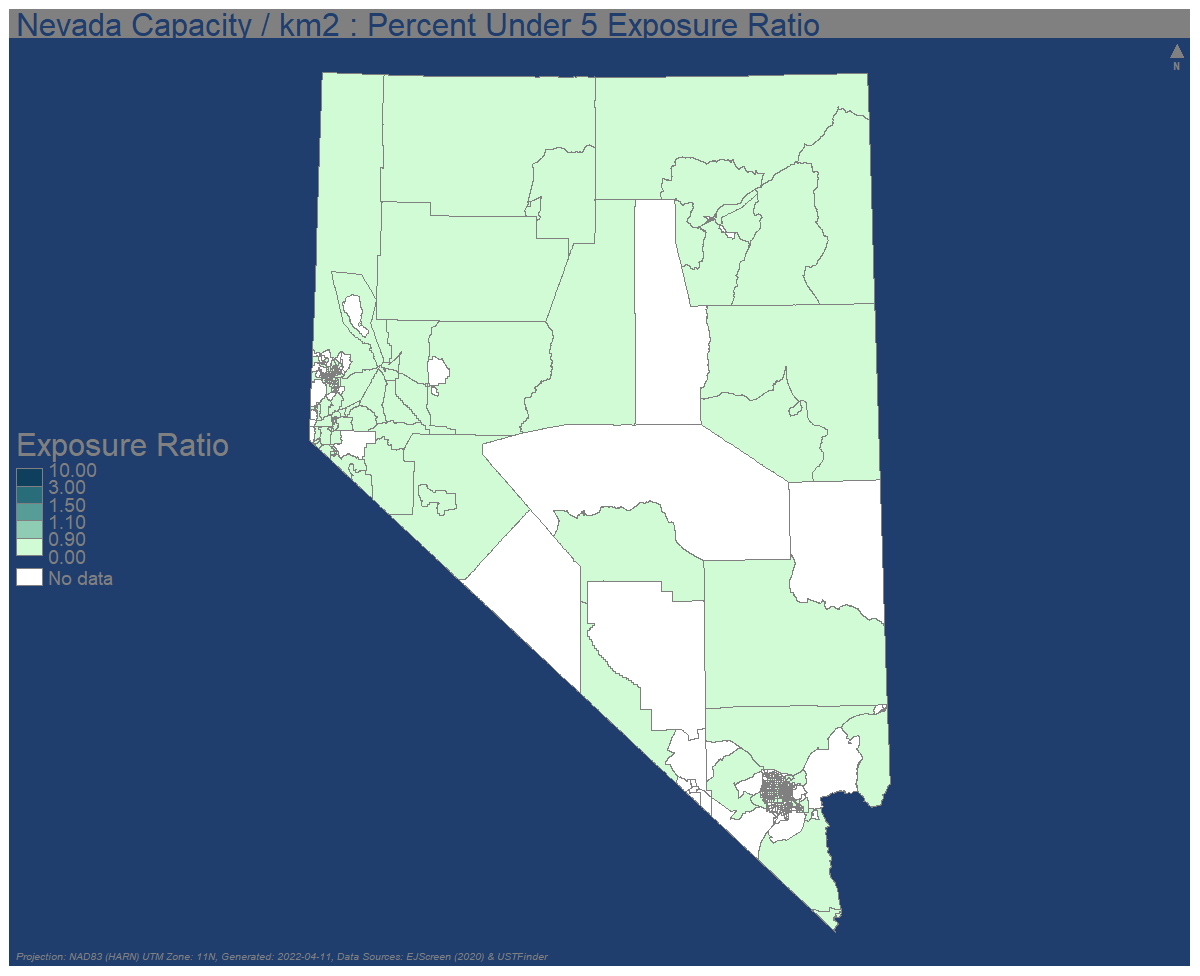 Nevada Capacity / km2 : Percent Under 5 Exposure Ratio
N
Exposure Ratio
10.00
3.00
1.50
1.10
0.90
0.00
No data
Projection: NAD83 (HARN) UTM Zone: 11N, Generated: 2022-04-11, Data Sources: EJScreen (2020) & USTFinder